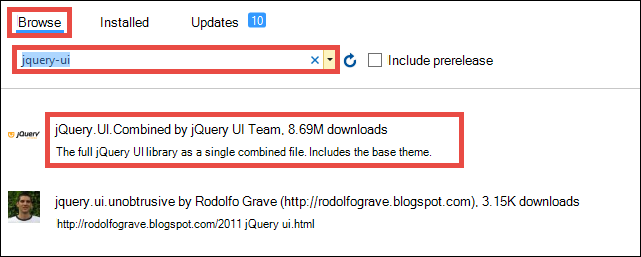 Browse Installed Updates 10
jquery-ui Include prerelease
jQuery
jQuery.UI.Combined by jQuery UI Team, 8.69M downloads
The full jQuery UI library as a single combined file. Includes the base theme.
jquery.ui.unobtrusive by Rodolfo Grave (http://rodolfograve.blogspot.com), 3.15K downloads
http://rodolfograve.blogspot.com/2011 jQuery ui.html